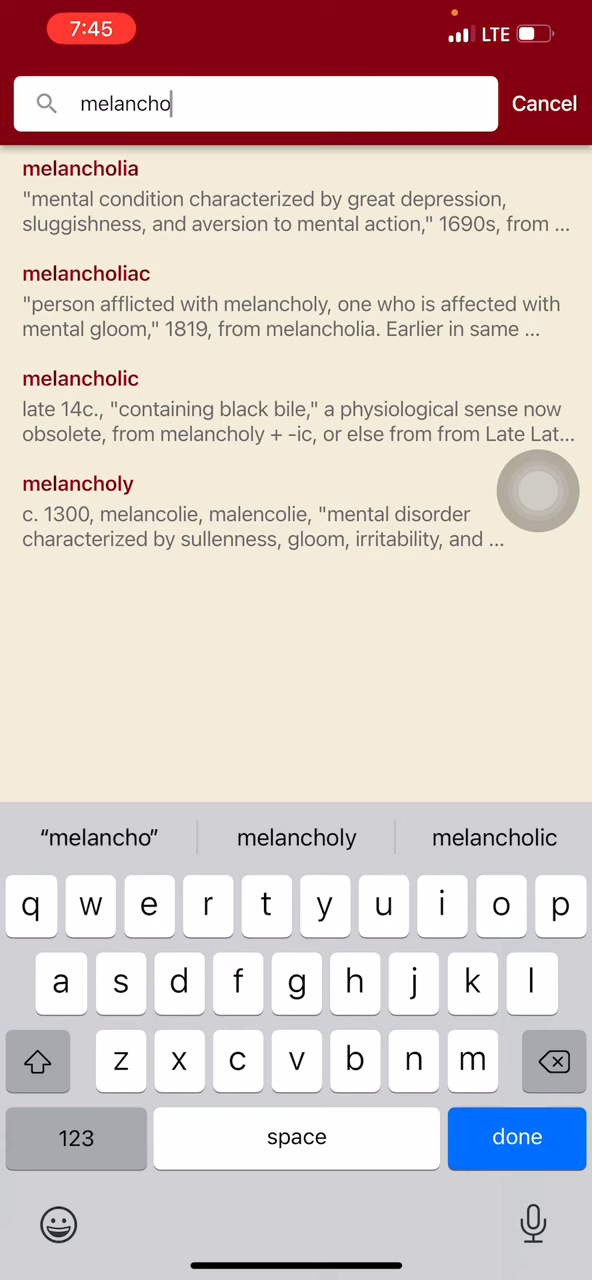 7:45
LTE
melancho
Cancel
melancholia
"mental condition characterized by great depression,
sluggishness, and aversion to mental action," 1690s, from ...
melancholiac
"person afflicted with melancholy, one who is affected with
mental gloom," 1819, from melancholia. Earlier in same ...
melancholic
late 14c., "containing black bile," a physiological sense now
obsolete, from melancholy + -ic, or else from from Late Lat...
melancholy
c. 1300, melancolie, malencolie, "mental disorder
characterized by sullenness, gloom, irritability, and ...
“melancho” melancholy melancholic
q w e r t y u i o p
a s d f g h j k l
z x c v b n m
123 space done